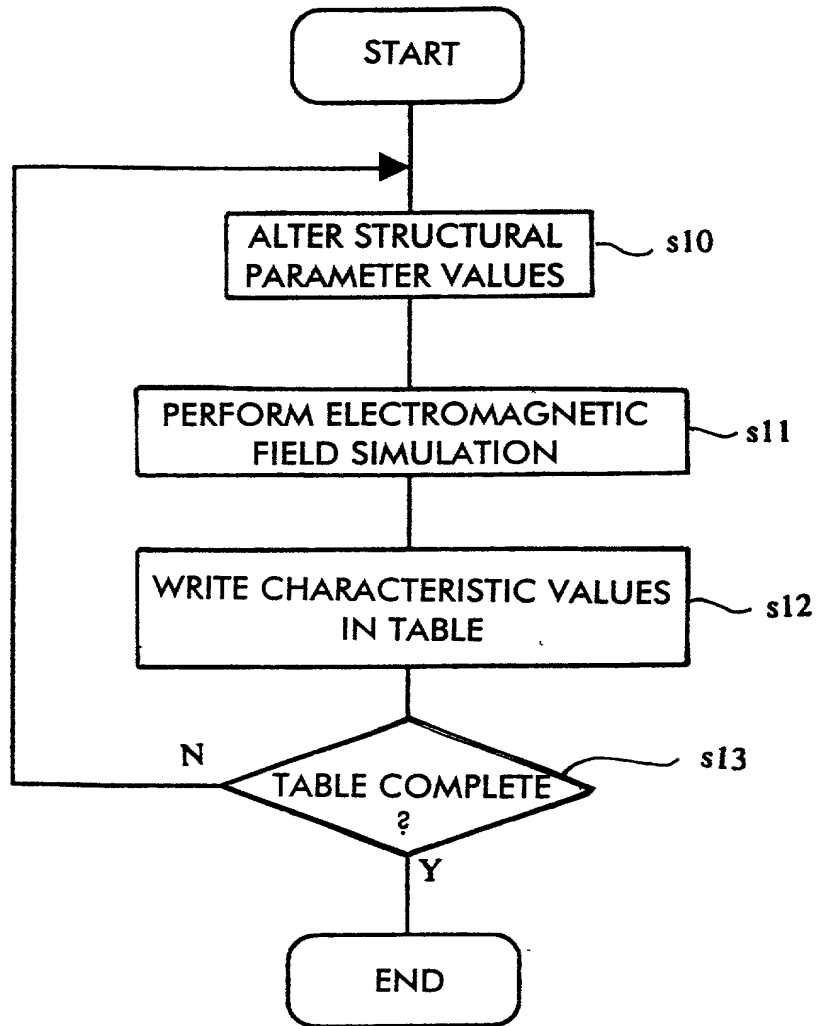 START
ALTER STRUCTURAL
PARAMETER VALUES
s10
PERFORM ELECTROMAGNETIC
FIELD SIMULATION
s11
WRITE CHARACTERISTIC VALUES
IN TABLE
s12
N
TABLE COMPLETE
?
s13
Y
END